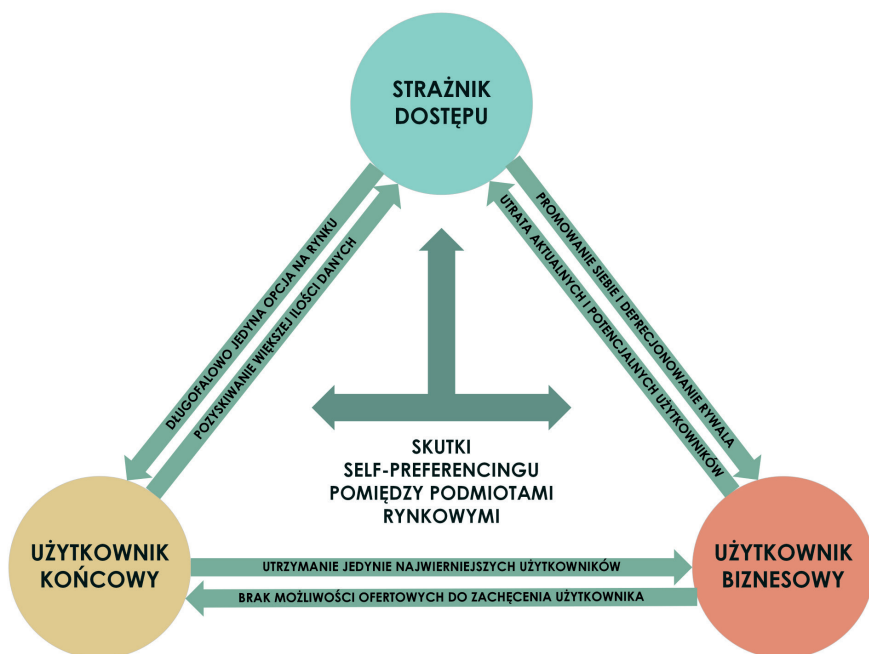 STRAŻNIK
DOSTĘPU
DŁUGOFALOWO JEDYNA OPCJA NA RYNKU
POZYSKIWANIE WIĘKSZEJ ILOŚCI DANYCH
PROMOWANIE SIEBIE I DEPRECJONOWANIE RYWALA
UTRATA AKTUALNYCH I POTENCJALNYCH UŻYTKOWNIKÓW
SKUTKI
SELF-PREFERENCINGU
POMIĘDZY PODMIOTAMI
RYNKOWYMI
UŻYTKOWNIK
KOŃCOWY
UTRZYMANIE JEDYNIE NAJWIERNIEJSZYCH UŻYTKOWNIKÓW
BRAK MOŻLIWOŚCI OFERTOWYCH DO ZACHĘCENIA UŻYTKOWNIKA
UŻYTKOWNIK
BIZNESOWY